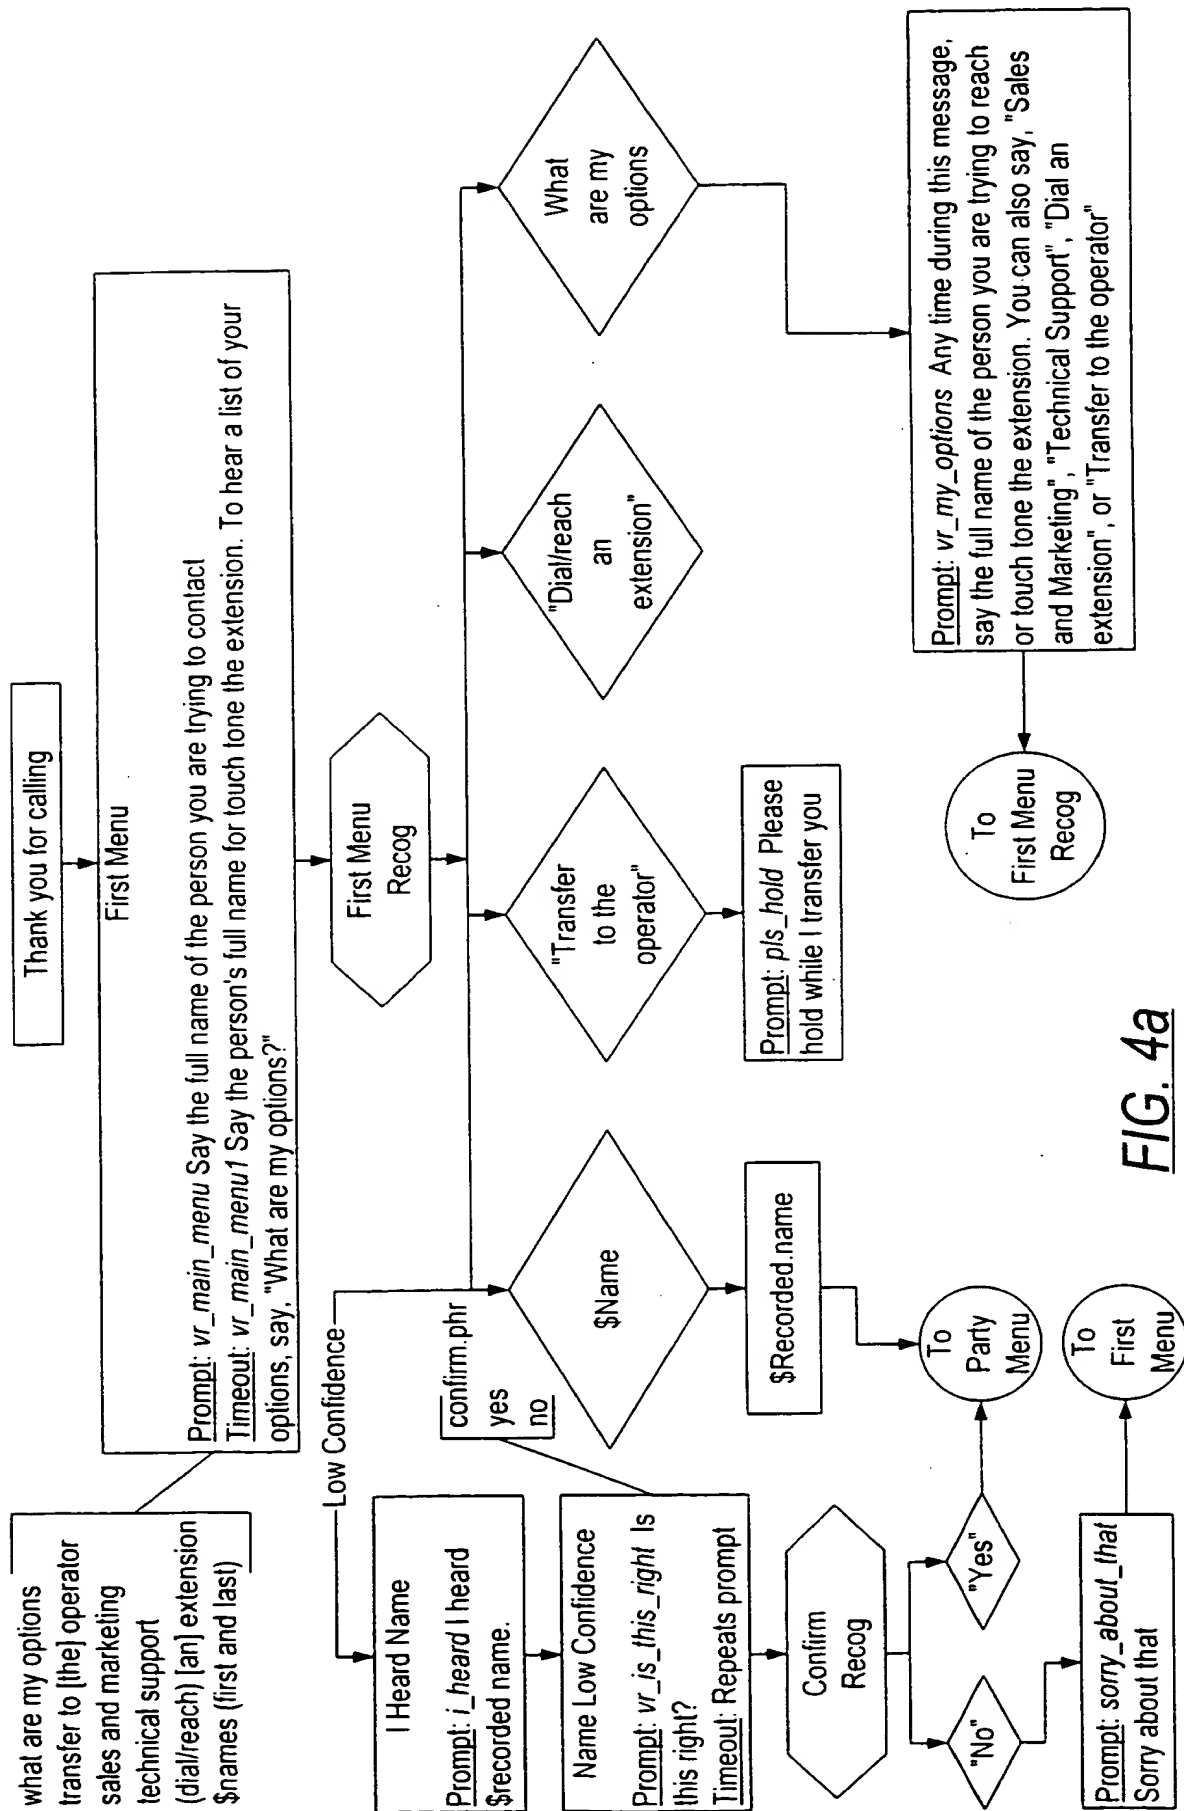 Thank you for calling
what are my options
transfer to [the] operator
sales and marketing
technical support
(dial/reach) [an] extension
$names (first and last)
First Menu
Prompt: vr_main_menu Say the full name of the person you are trying to contact
Timeout: vr_main_menu1 Say the person's full name for touch tone the extension. To hear a list of your
options, say, "What are my options?"
First Menu
Recog
Low Confidence
I Heard Name
Prompt: i_heard I heard
$recorded name.
confirm.phr
yes
no
Name Low Confidence
Prompt: vr_is_this_right Is
this right?
Timeout: Repeats prompt
Confirm
Recog
"No"
"Yes"
Prompt: sorry_about_that
Sorry about that
To
First
Menu
$Name
$Recorded.name
To
Party
Menu
"Transfer
to the
operator"
Prompt: pls_hold Please
hold while I transfer you
"Dial/reach
an
extension"
What
are my
options
Prompt: vr_my_options Any time during this message,
say the full name of the person you are trying to reach
or touch tone the extension. You can also say, "Sales
and Marketing", "Technical Support", "Dial an
extension", or "Transfer to the operator"
To
First Menu
Recog
FIG. 4a